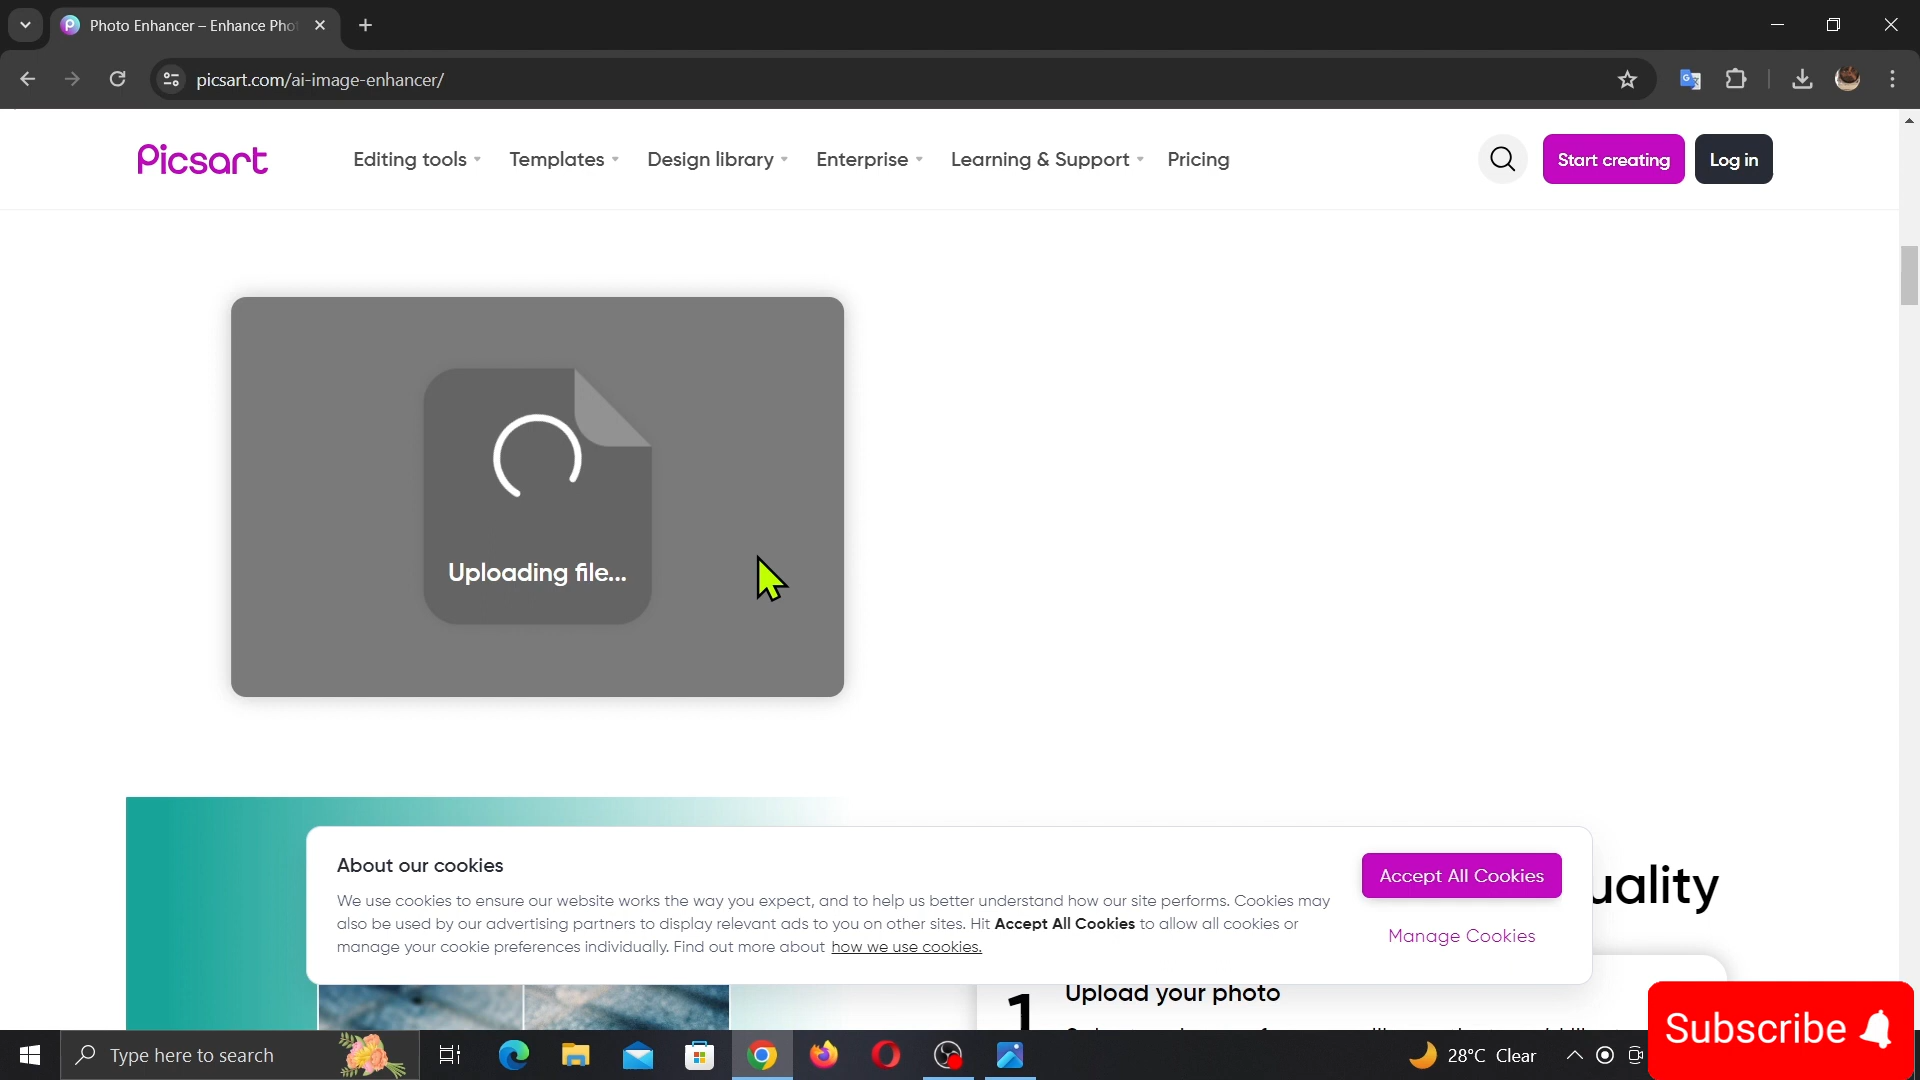 Photo Enhancer – Enhance Pho
picsart.com/ai-image-enhancer/
Picsart
Editing tools
Templates
Design library
Enterprise
Learning & Support
Pricing
Start creating
Log in
Uploading file...
About our cookies
We use cookies to ensure our website works the way you expect, and to help us better understand how our site performs. Cookies may
also be used by our advertising partners to display relevant ads to you on other sites. Hit Accept All Cookies to allow all cookies or
manage your cookie preferences individually. Find out more about how we use cookies.
Accept All Cookies
Manage Cookies
uality
1
Upload your photo
Type here to search
28°C Clear
Subscribe